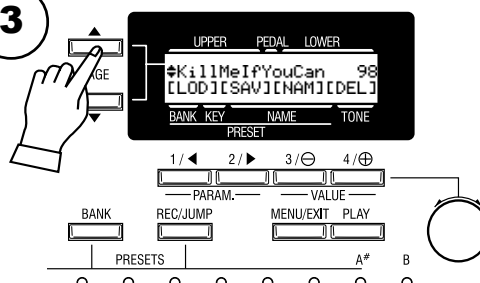 3
UPPER PEDAL LOWER
KillMeIfYouCan 98
[LOD][SAV][NAM][DEL]
BANK KEY NAME TONE
PRESET
1/◀ 2/▶ 3/⊖ 4/⊕
PARAM. VALUE
BANK REC/JUMP MENU/EXIT PLAY
PRESETS A# B